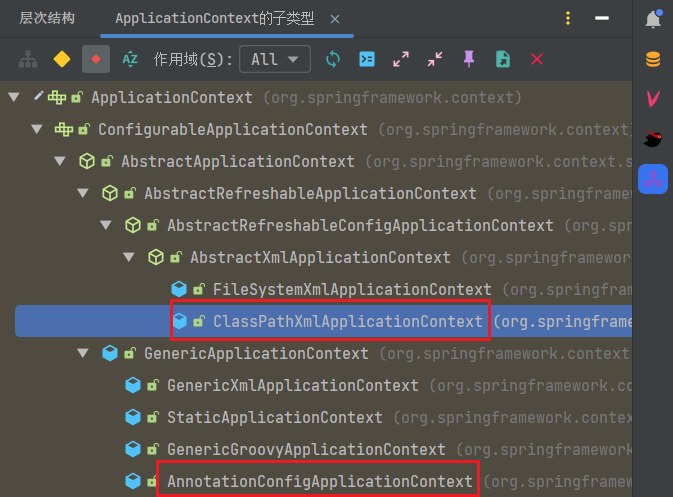 层次结构 ApplicationContext的子类型
作用域(S): All
ApplicationContext (org.springframework.context)
ConfigurableApplicationContext (org.springframework.context)
AbstractApplicationContext (org.springframework.context.s
AbstractRefreshableApplicationContext (org.springframew
AbstractRefreshableConfigApplicationContext (org.spr
AbstractXmlApplicationContext (org.springframewor
FileSystemXmlApplicationContext (org.springfram
ClassPathXmlApplicationContext (org.springframe
GenericApplicationContext (org.springframework.context
GenericXmlApplicationContext (org.springframework.co
StaticApplicationContext (org.springframework.contex
GenericGroovyApplicationContext (org.springframework
AnnotationConfigApplicationContext (org.springframew